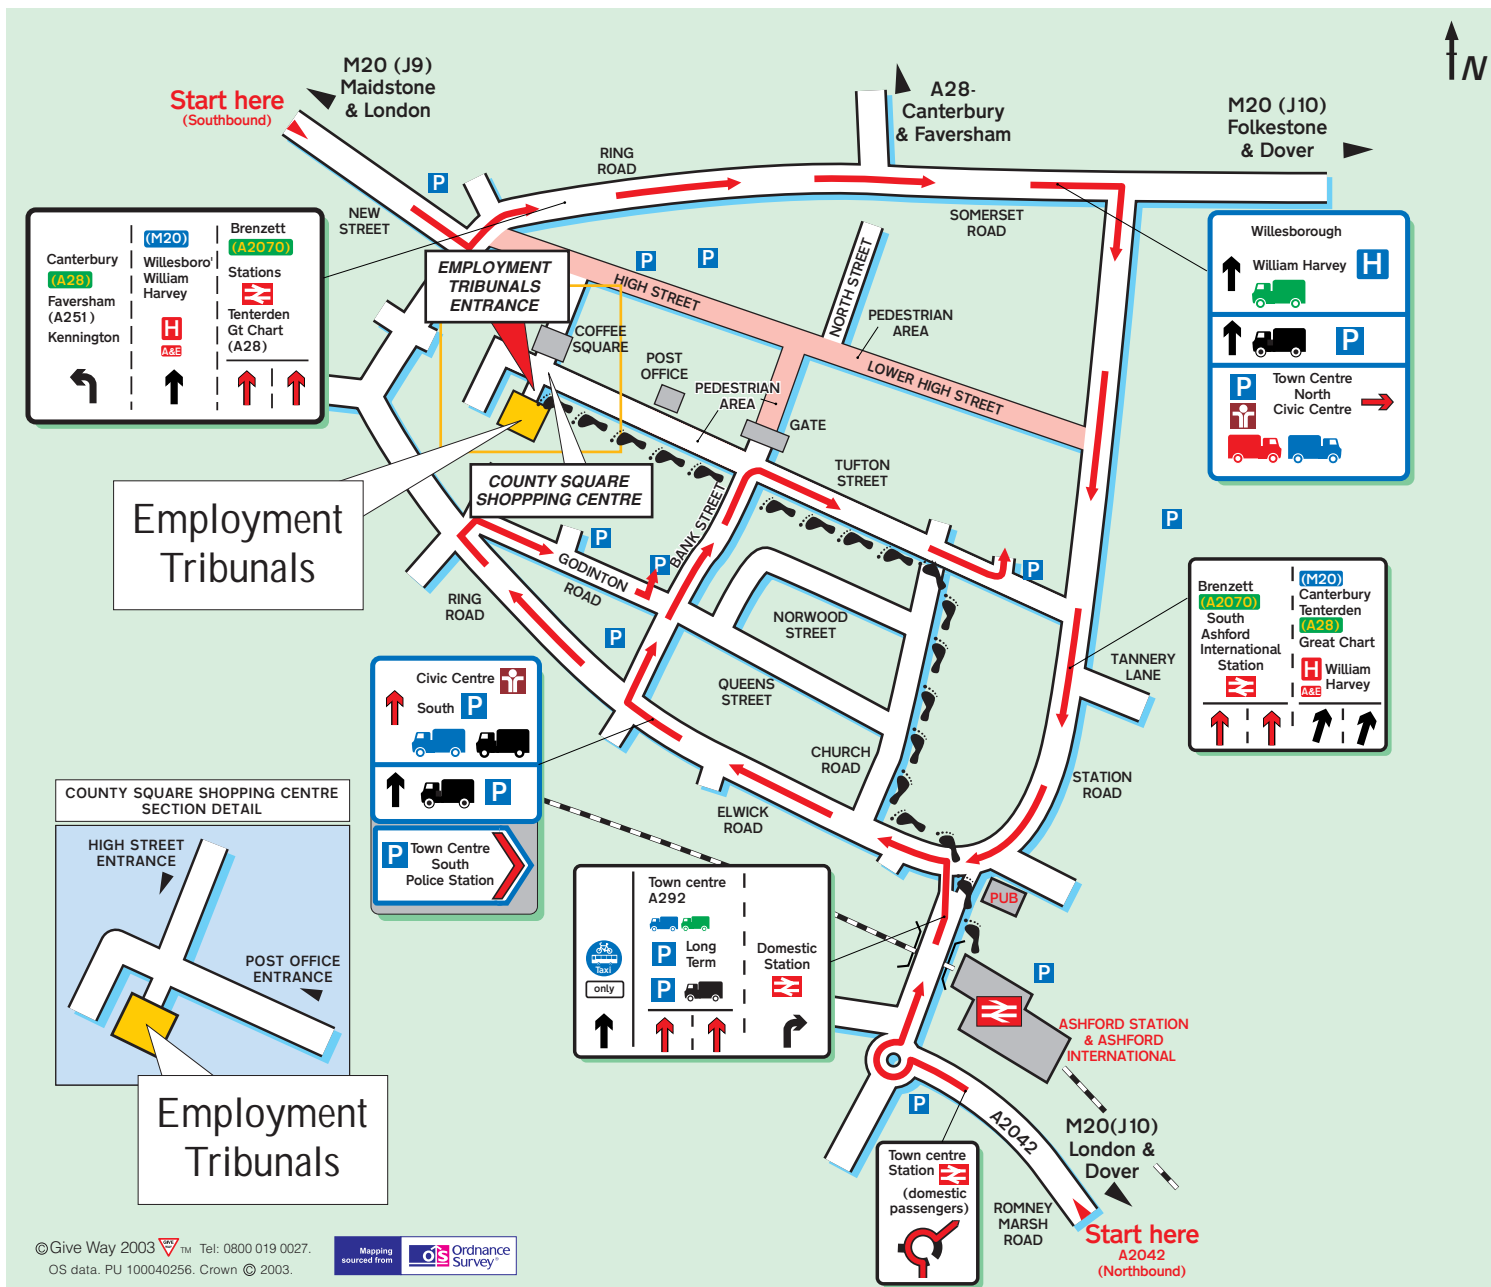 M20 (J9)
Maidstone
& London
Start here
(Southbound)
A28-
Canterbury
& Faversham
M20 (J10)
Folkestone
& Dover
N
P
RING
ROAD
NEW
STREET
SOMERSET
ROAD
Canterbury
(A28)
Faversham
(A251)
Kennington
(M20)
Willesboro'
William
Harvey
H
A&E
Brenzett
(A2070)
Stations
Tenterden
Gt Chart
(A28)
EMPLOYMENT
TRIBUNALS
ENTRANCE
P
P
HIGH STREET
NORTH STREET
PEDESTRIAN
AREA
LOWER HIGH STREET
COFFEE
SQUARE
POST
OFFICE
PEDESTRIAN
AREA
GATE
Willesborough
William Harvey
H
P
P
Town Centre
North
Civic Centre
TUFTON
STREET
COUNTY SQUARE
SHOPPPING CENTRE
Employment
Tribunals
BANK STREET
P
P
P
P
P
GODINTON
ROAD
RING
ROAD
NORWOOD
STREET
QUEENS
STREET
CHURCH
ROAD
TANNERY
LANE
STATION
ROAD
ELWICK
ROAD
Brenzett
(A2070)
South
Ashford
International
Station
(M20)
Canterbury
Tenterden
(A28)
Great Chart
H
A&E
William
Harvey
Civic Centre
South
P
P
P
Town Centre
South
Police Station
COUNTY SQUARE SHOPPING CENTRE
SECTION DETAIL
HIGH STREET
ENTRANCE
POST OFFICE
ENTRANCE
Employment
Tribunals
Taxi
only
Town centre
A292
P
Long
Term
P
Domestic
Station
PUB
P
ASHFORD STATION
& ASHFORD
INTERNATIONAL
P
A2042
M20(J10)
London &
Dover
Town centre
Station
(domestic
passengers)
ROMNEY
MARSH
ROAD
Start here
A2042
(Northbound)
© Give Way 2003 GIVE WAY TM Tel: 0800 019 0027.
OS data. PU 100040256. Crown © 2003.
Mapping
sourced from
OS
Ordnance
Survey®